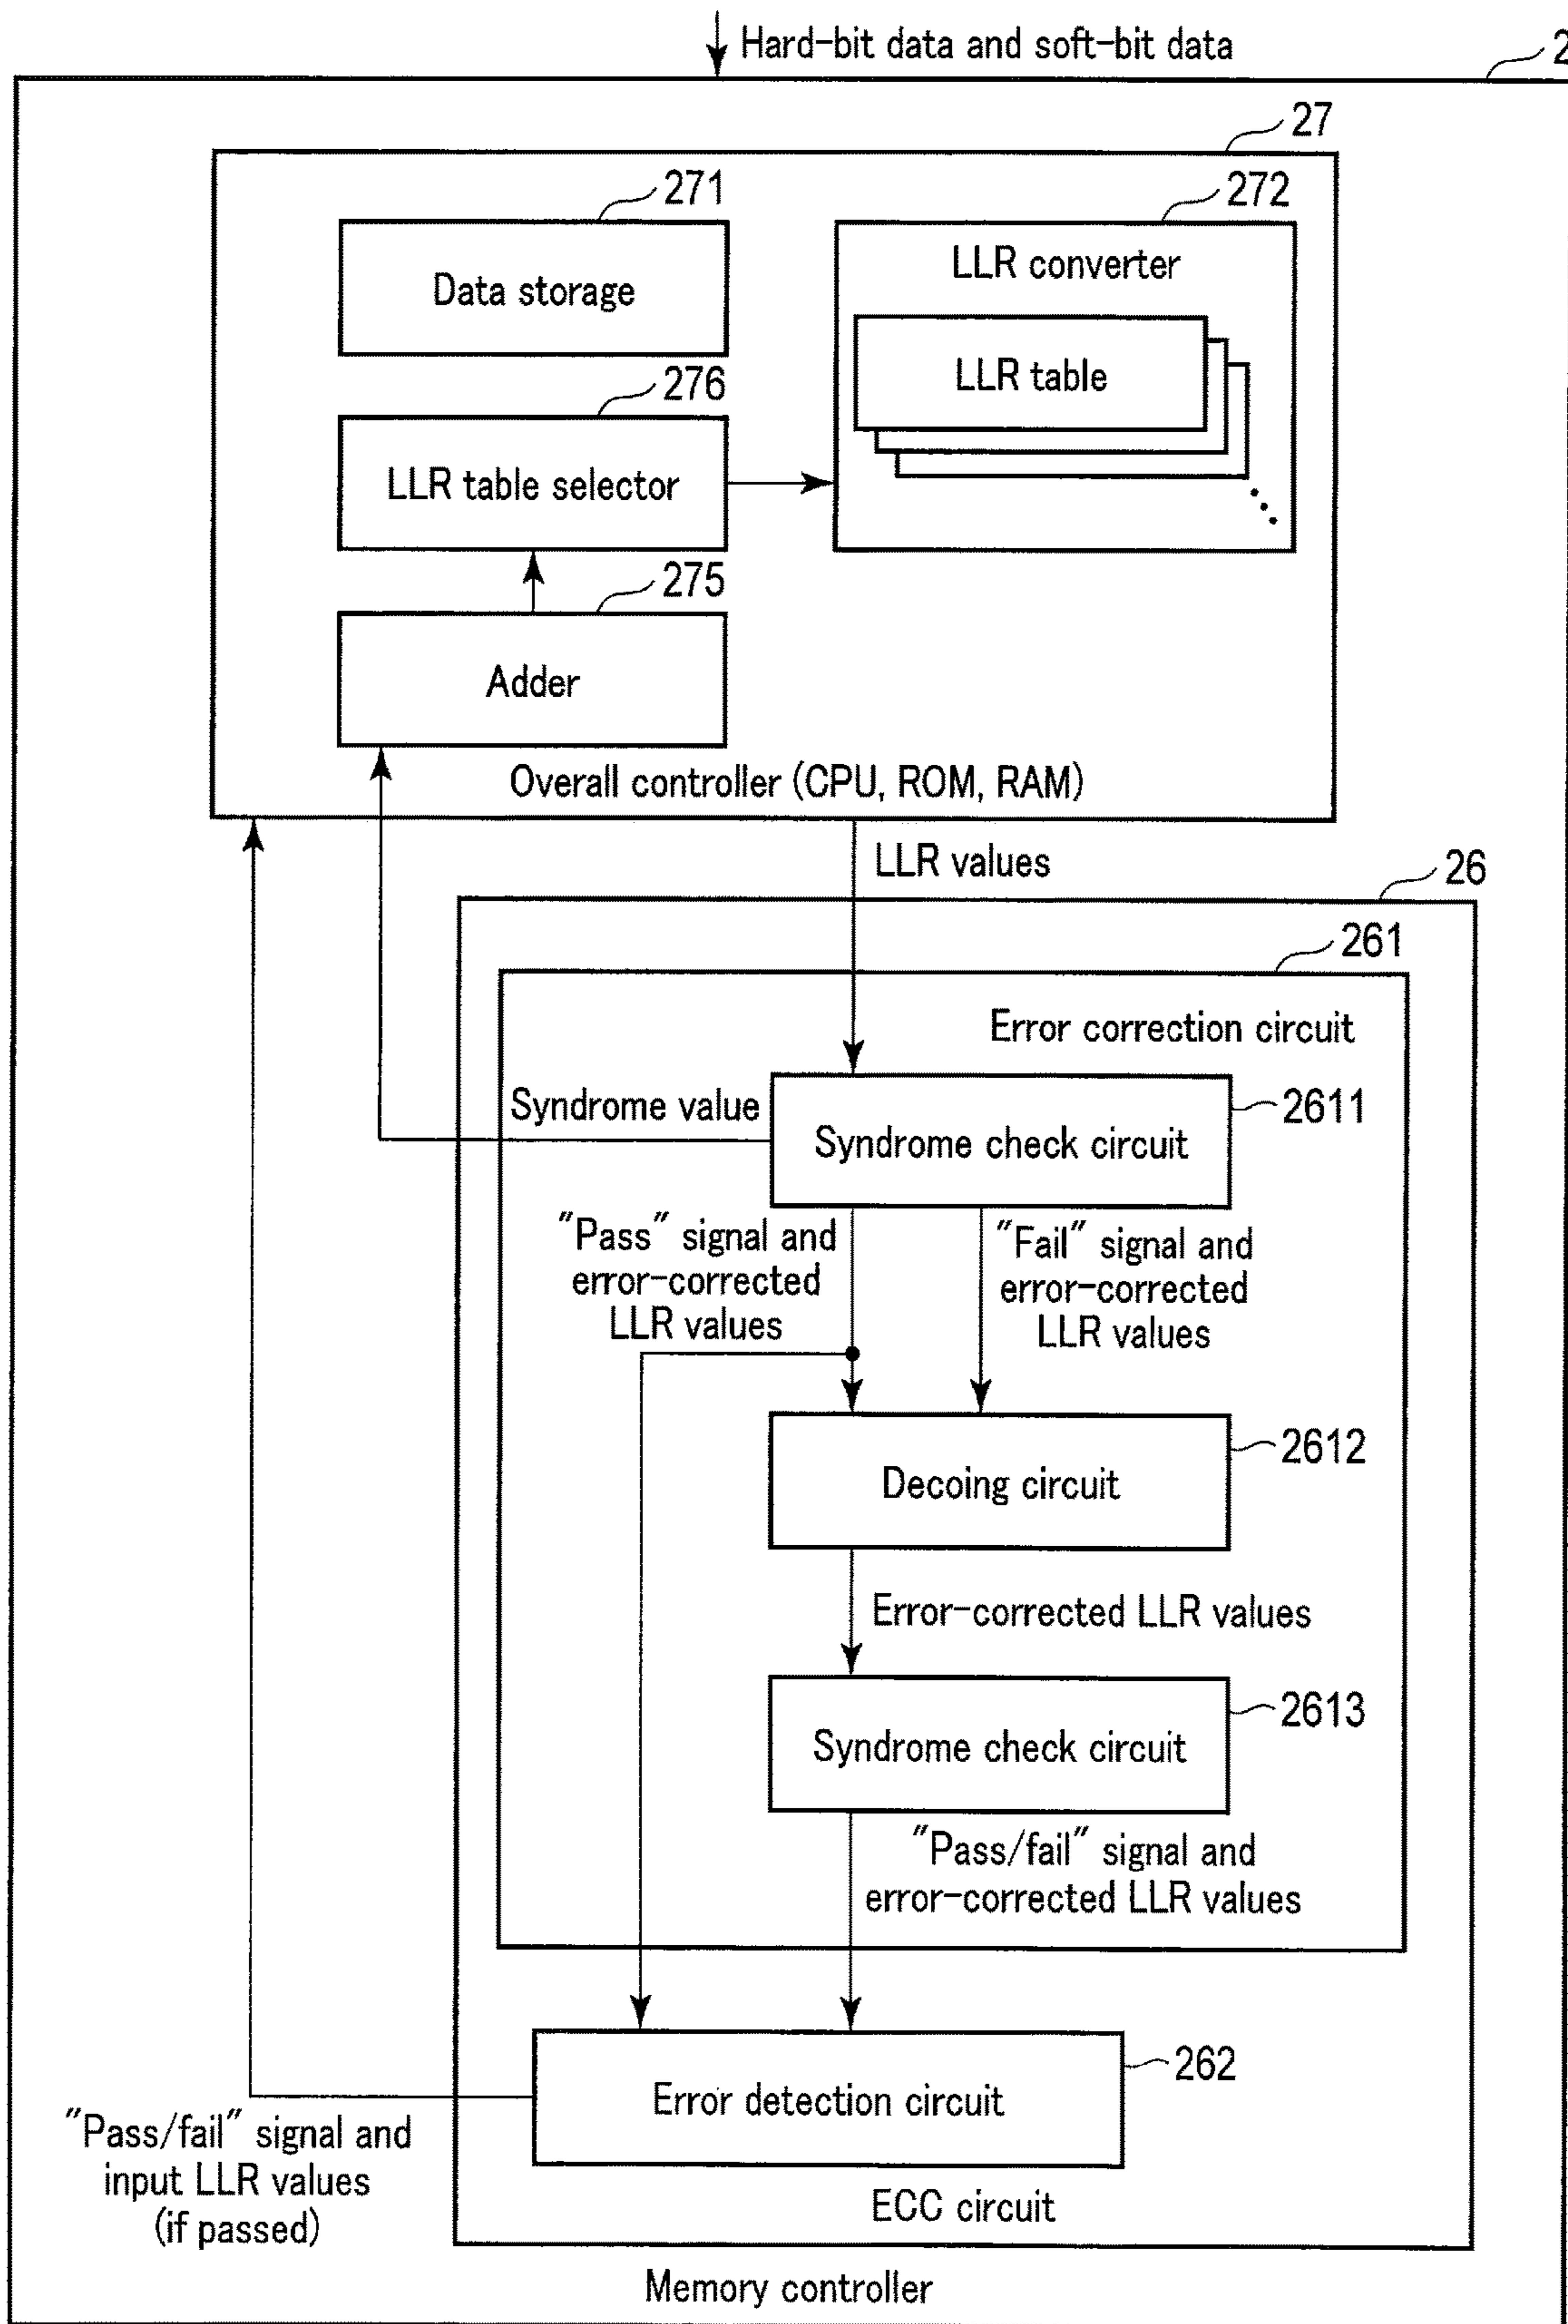 Hard-bit data and soft-bit data
2
27
271
272
Data storage
LLR converter
LLR table
276
LLR table selector
275
Adder
Overall controller (CPU, ROM, RAM)
LLR values
26
261
Error correction circuit
Syndrome value
Syndrome check circuit
2611
"Pass" signal and
error-corrected
LLR values
"Fail" signal and
error-corrected
LLR values
Decoing circuit
2612
Error-corrected LLR values
Syndrome check circuit
2613
"Pass/fail" signal and
error-corrected LLR values
Error detection circuit
262
"Pass/fail" signal and
input LLR values
(if passed)
ECC circuit
Memory controller